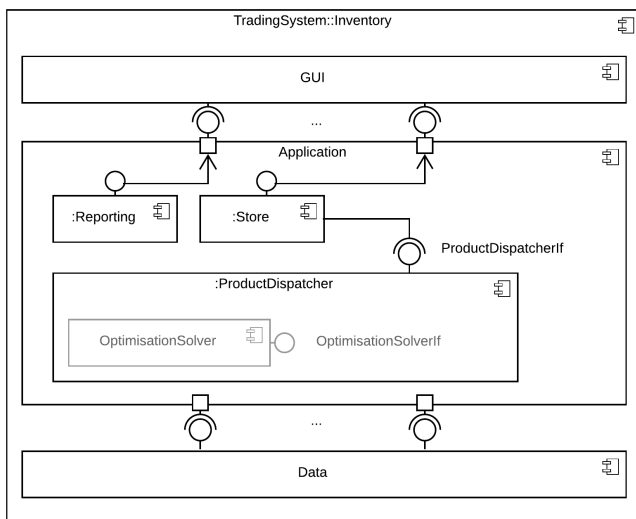 TradingSystem::Inventory
GUI
...
Application
:Reporting
:Store
ProductDispatcherIf
:ProductDispatcher
OptimisationSolver
OptimisationSolverIf
...
Data